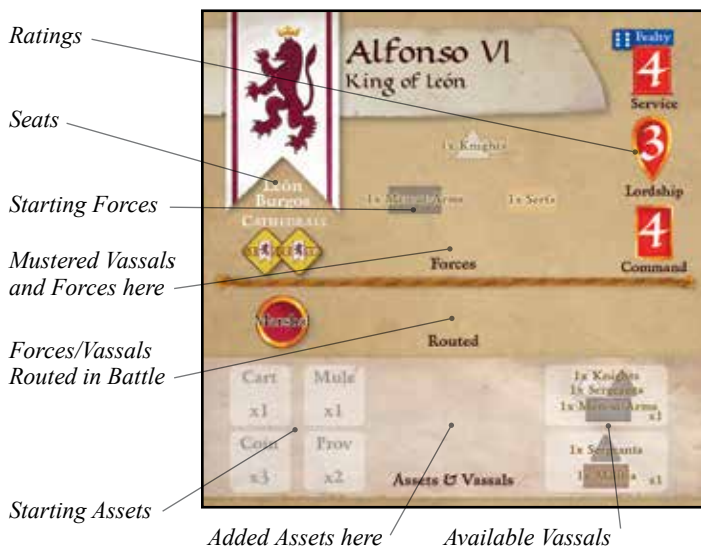 Ratings
Seats
Starting Forces
Mustered Vassals
and Forces here
Forces/Vassals
Routed in Battle
Starting Assets
Added Assets here
Available Vassals
Alfonso VI
King of León
Fealty
4
Service
3
Lordship
4
Command
León
Burgos
1x Knights
1x Men-at-Arms
1x Serfs
Forces
Marshal
Routed
Cart
x1
Mule
x1
Coin
x3
Prov
x2
Assets & Vassals
1x Knights
1x Sergeants
1x Men-at-Arms
x1
1x Sergeants
1x Militia
x1